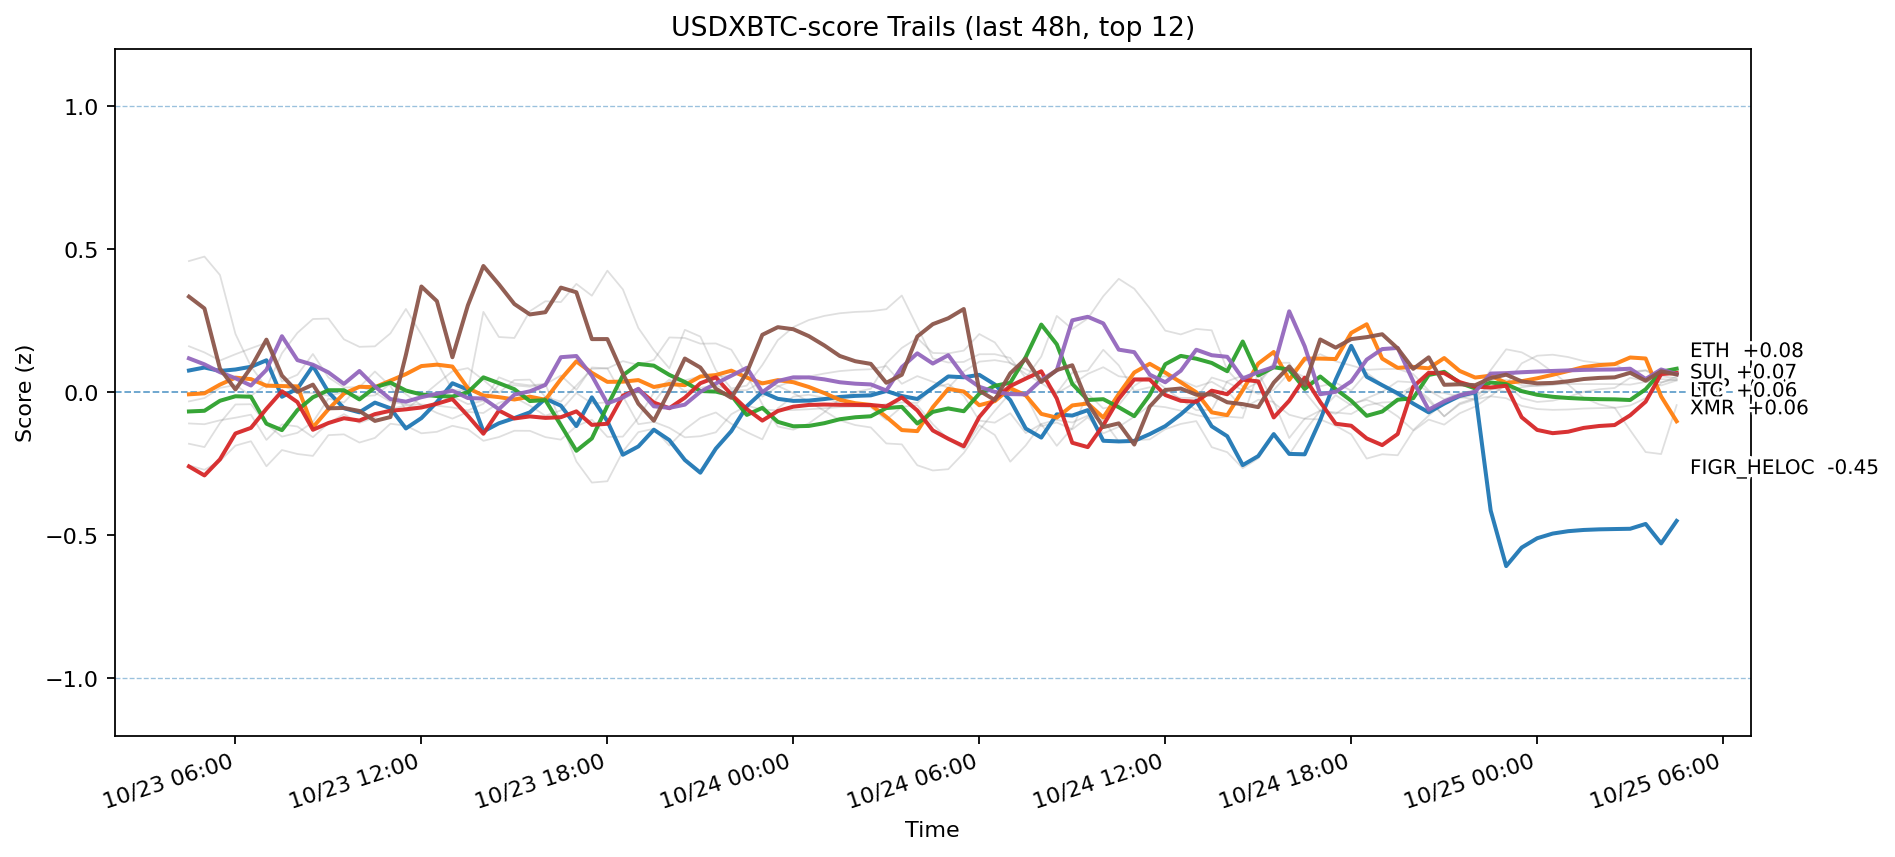 USDXBTC-score Trails (last 48h, top 12)
Score (z)
1.0
0.5
0.0
−0.5
−1.0
ETH +0.08
SUI +0.07
LTC +0.06
XMR +0.06
FIGR_HELOC -0.45
10/23 06:00
10/23 12:00
10/23 18:00
10/24 00:00
10/24 06:00
10/24 12:00
10/24 18:00
10/25 00:00
10/25 06:00
Time